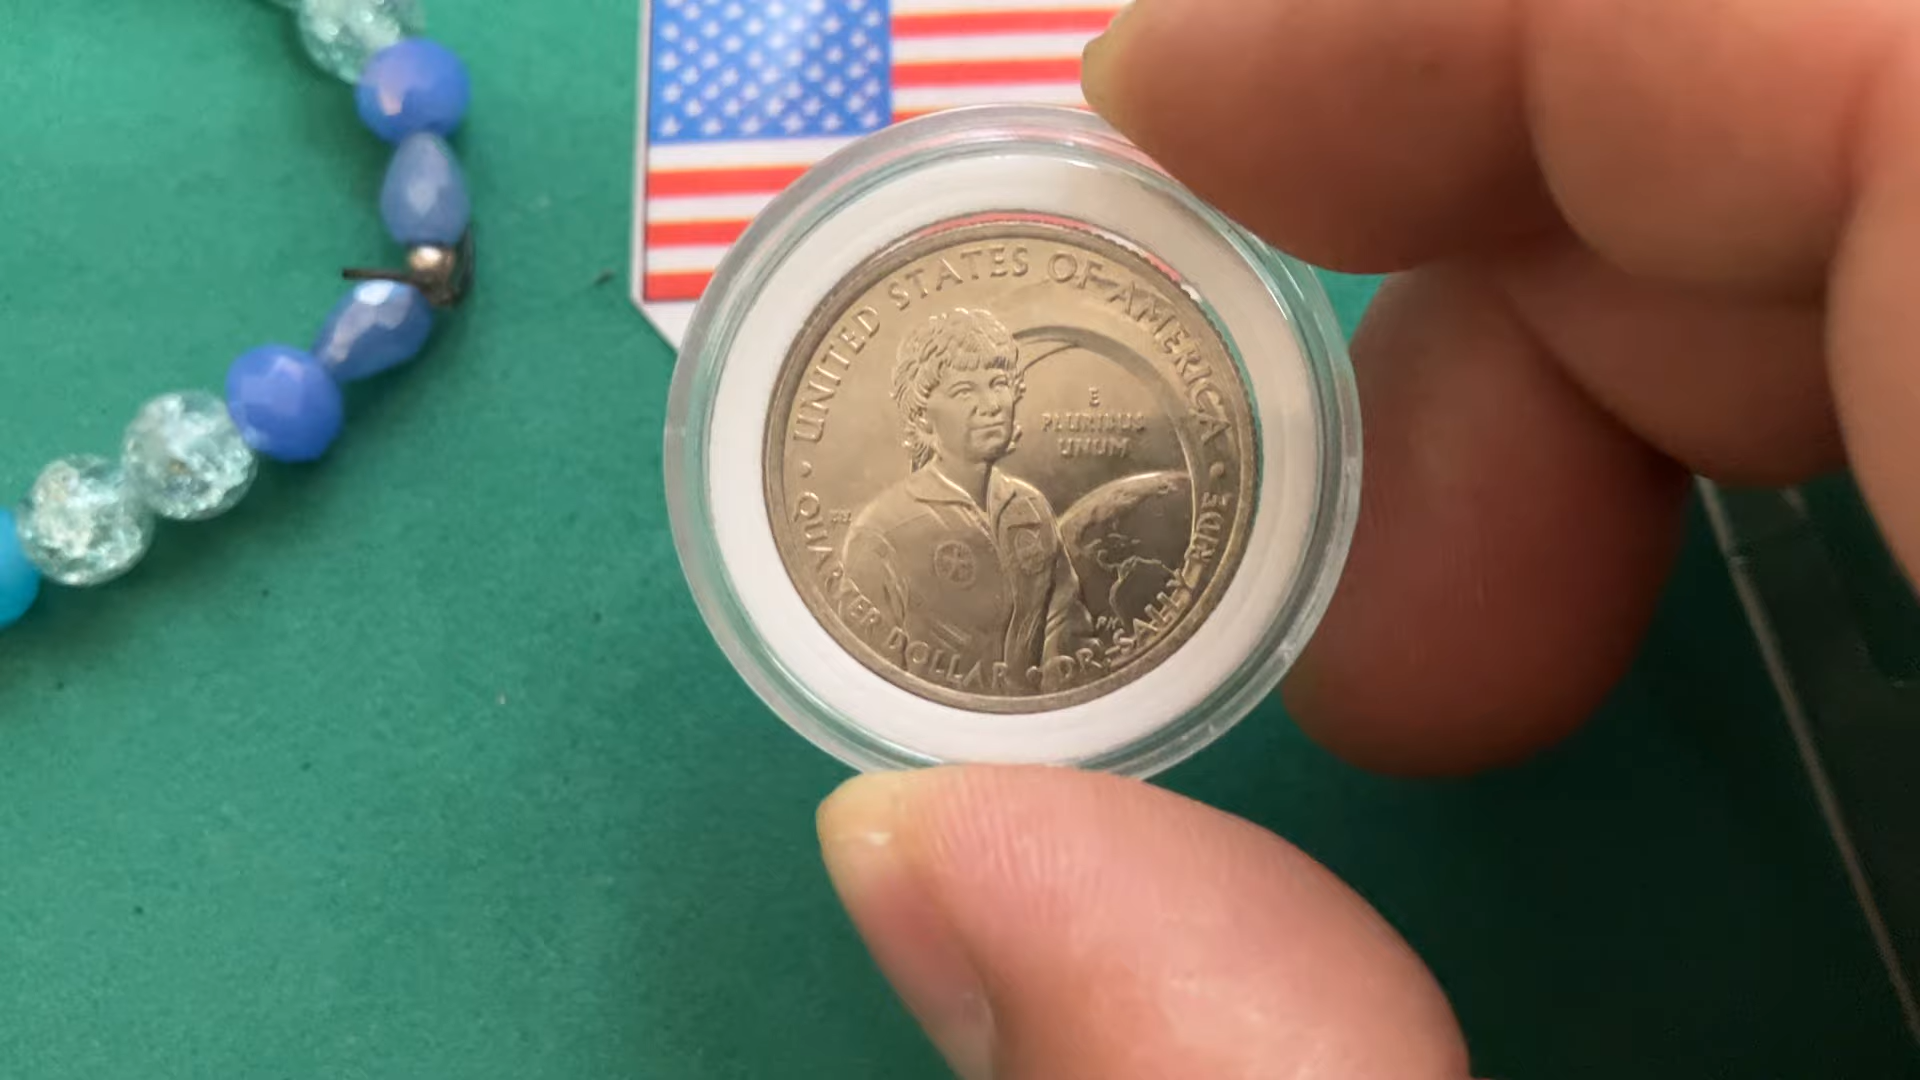 UNITED STATES OF AMERICA
E
PLURIBUS
UNUM
QUARTER DOLLAR • DR. SALLY RIDE